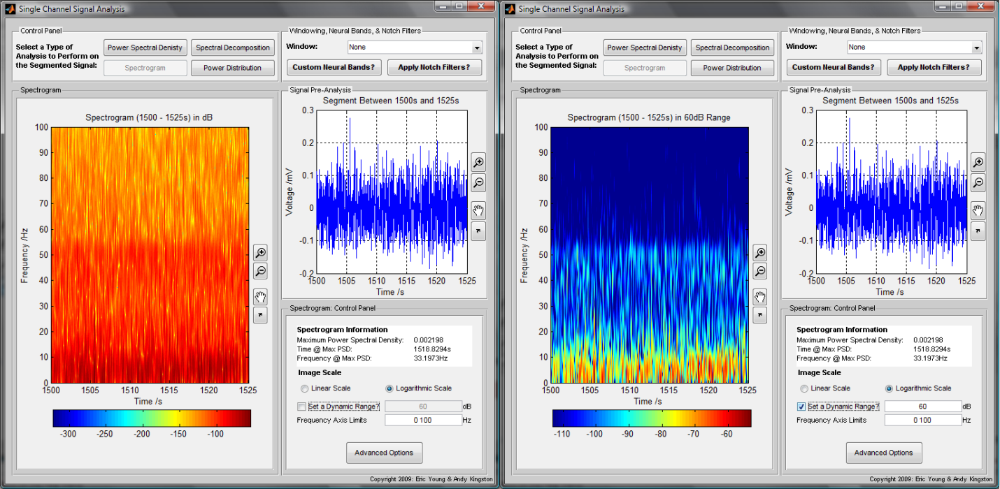 Single Channel Signal Analysis
Control Panel
Select a Type of
Analysis to Perform on
the Segmented Signal:
Power Spectral Denisty
Spectral Decomposition
Spectrogram
Power Distribution
Windowing, Neural Bands, & Notch Filters
Window:
None
Custom Neural Bands?
Apply Notch Filters?
Spectrogram
Spectrogram (1500 - 1525s) in dB
Frequency /Hz
100
90
80
70
60
50
40
30
20
10
0
1500 1505 1510 1515 1520 1525
Time /s
-300 -250 -200 -150 -100
Signal Pre-Analysis
Segment Between 1500s and 1525s
Voltage /mV
0.3
0.2
0.1
0
-0.1
-0.2
1500 1505 1510 1515 1520 1525
Time /s
Spectrogram: Control Panel
Spectrogram Information
Maximum Power Spectral Density: 0.002198
Time @ Max PSD: 1518.8294s
Frequency @ Max PSD: 33.1973Hz
Image Scale
Linear Scale
Logarithmic Scale
Set a Dynamic Range? 60 dB
Frequency Axis Limits 0 100 Hz
Advanced Options
Copyright 2009: Eric Young & Andy Kingston
Single Channel Signal Analysis
Control Panel
Select a Type of
Analysis to Perform on
the Segmented Signal:
Power Spectral Denisty
Spectral Decomposition
Spectrogram
Power Distribution
Windowing, Neural Bands, & Notch Filters
Window:
None
Custom Neural Bands?
Apply Notch Filters?
Spectrogram
Spectrogram (1500 - 1525s) in 60dB Range
Frequency /Hz
100
90
80
70
60
50
40
30
20
10
0
1500 1505 1510 1515 1520 1525
Time /s
-110 -100 -90 -80 -70 -60
Signal Pre-Analysis
Segment Between 1500s and 1525s
Voltage /mV
0.3
0.2
0.1
0
-0.1
-0.2
1500 1505 1510 1515 1520 1525
Time /s
Spectrogram: Control Panel
Spectrogram Information
Maximum Power Spectral Density: 0.002198
Time @ Max PSD: 1518.8294s
Frequency @ Max PSD: 33.1973Hz
Image Scale
Linear Scale
Logarithmic Scale
Set a Dynamic Range? 60 dB
Frequency Axis Limits 0 100 Hz
Advanced Options
Copyright 2009: Eric Young & Andy Kingston